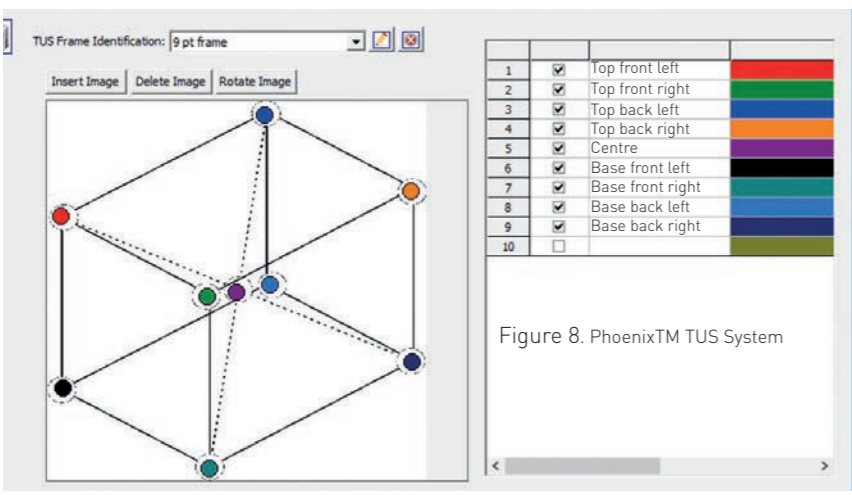 TUS Frame Identification: 9 pt frame
Insert Image Delete Image Rotate Image
1 Top front left
2 Top front right
3 Top back left
4 Top back right
5 Centre
6 Base front left
7 Base front right
8 Base back left
9 Base back right
10
Figure 8. PhoenixTM TUS System